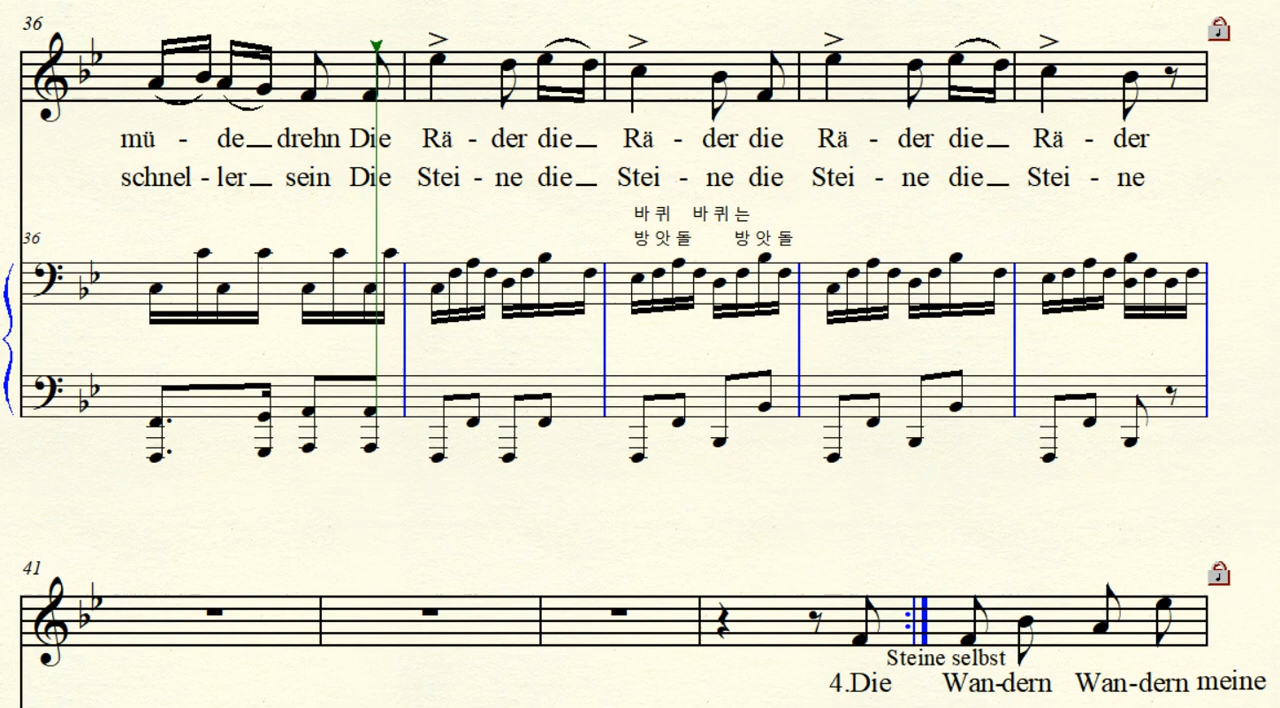 36
mü - de drehn Die Rä - der die Rä - der die Rä - der die Rä - der
schnel - ler sein Die Stei - ne die Stei - ne die Stei - ne die Stei - ne
바 퀴 바 퀴 는
방 앗 돌 방 앗 돌
36
41
Steine selbst
4.Die Wan-dern Wan-dern meine